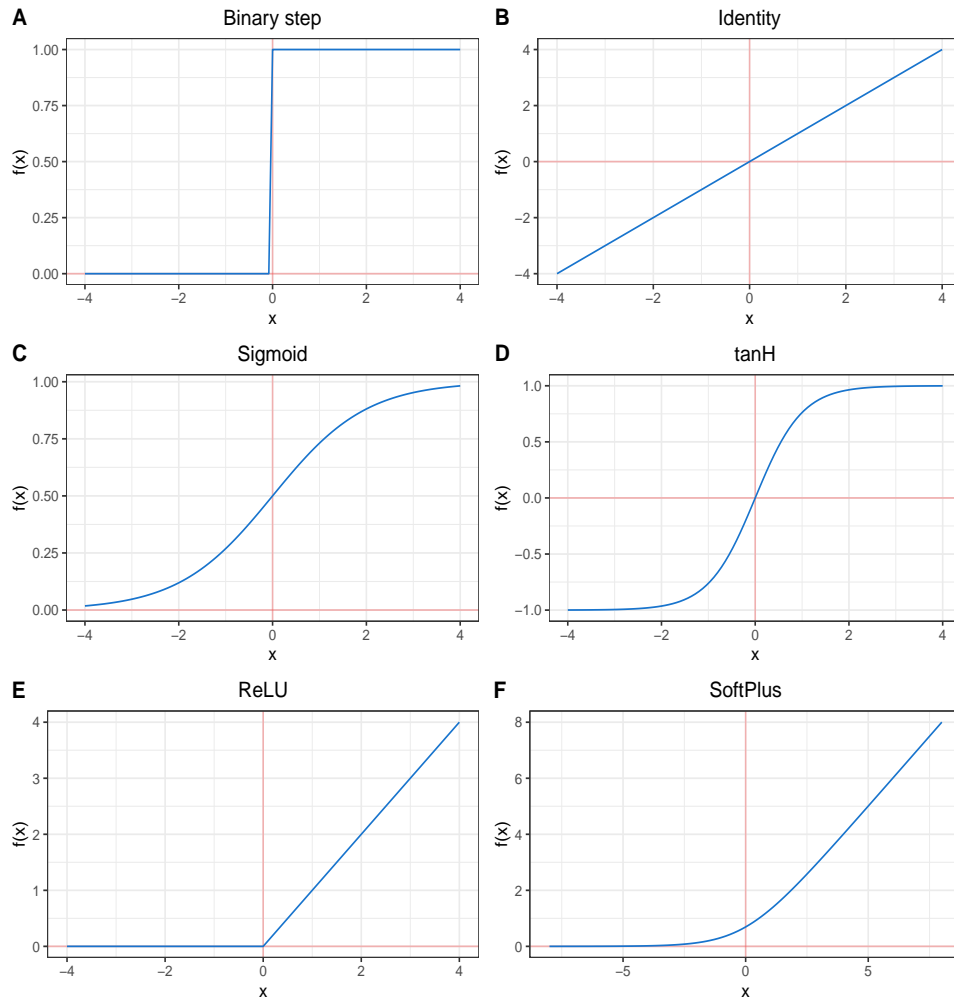 A Binary step
1.00
0.75
0.50
0.25
0.00
f(x)
−4 −2 0 2 4
x
B Identity
4
2
0
−2
−4
f(x)
−4 −2 0 2 4
x
C Sigmoid
1.00
0.75
0.50
0.25
0.00
f(x)
−4 −2 0 2 4
x
D tanH
1.0
0.5
0.0
−0.5
−1.0
f(x)
−4 −2 0 2 4
x
E ReLU
4
3
2
1
0
f(x)
−4 −2 0 2 4
x
F SoftPlus
8
6
4
2
0
f(x)
−5 0 5
x